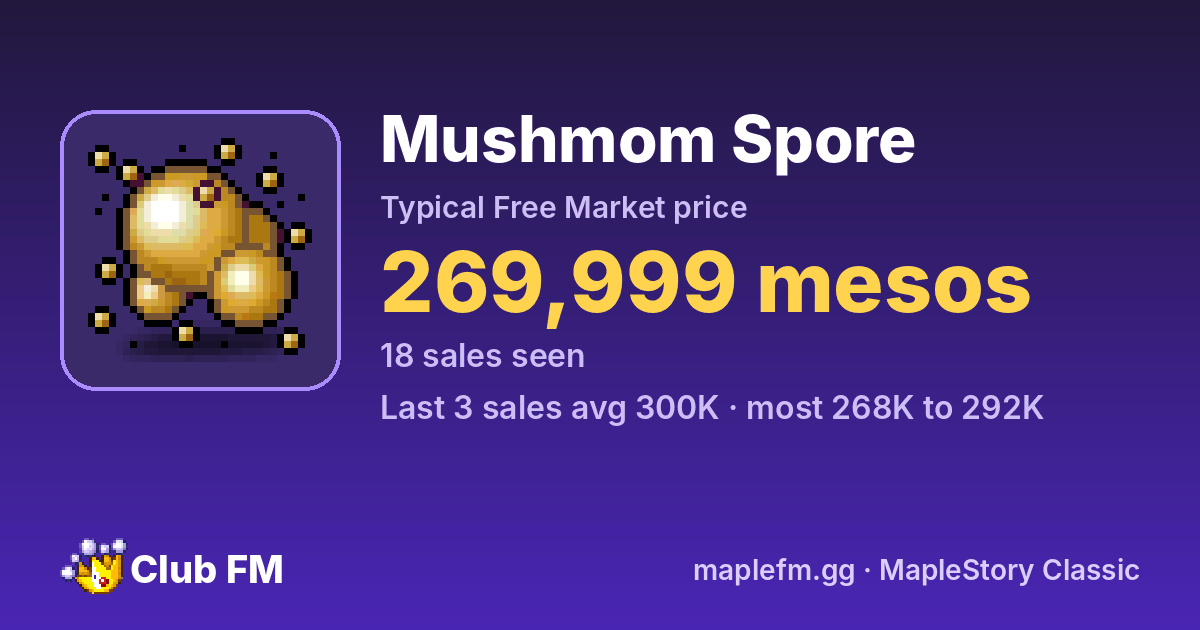 Mushmom Spore
Typical Free Market price
269,999 mesos
18 sales seen
Last 3 sales avg 300K · most 268K to 292K
Club FM
maplefm.gg · MapleStory Classic